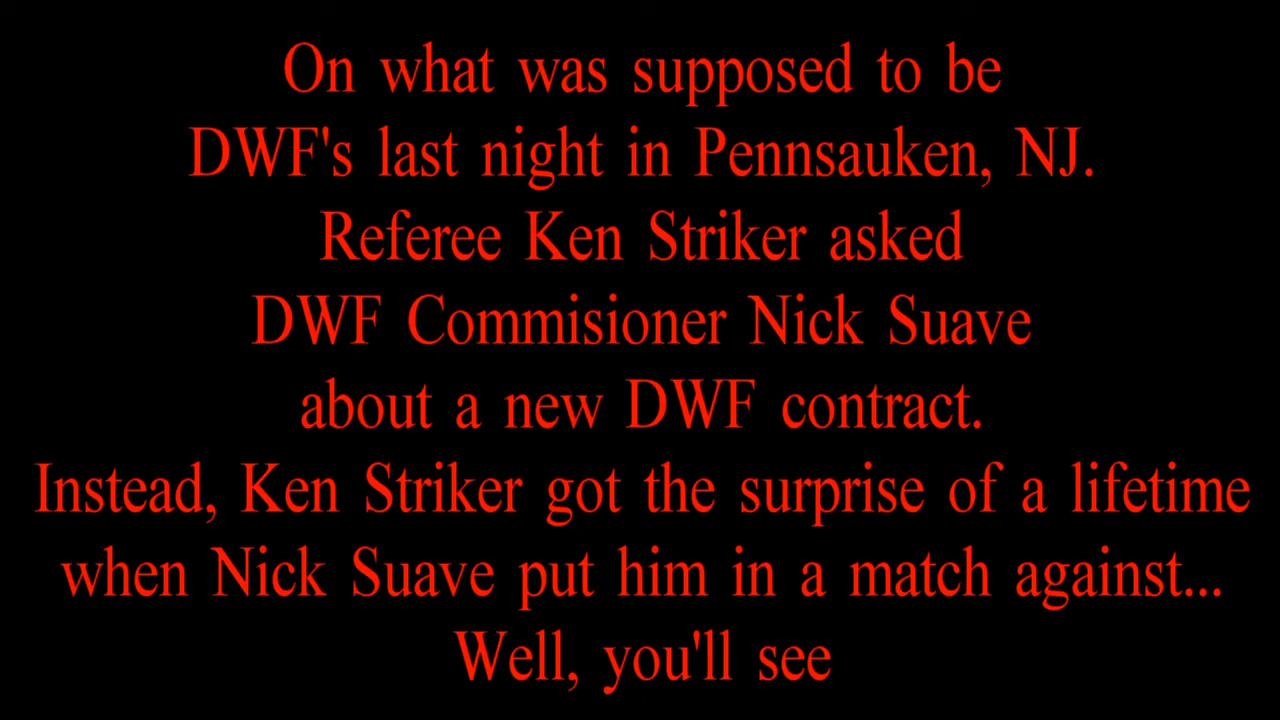 On what was supposed to be
DWF's last night in Pennsauken, NJ.
Referee Ken Striker asked
DWF Commisioner Nick Suave
about a new DWF contract.
Instead, Ken Striker got the surprise of a lifetime
when Nick Suave put him in a match against...
Well, you'll see